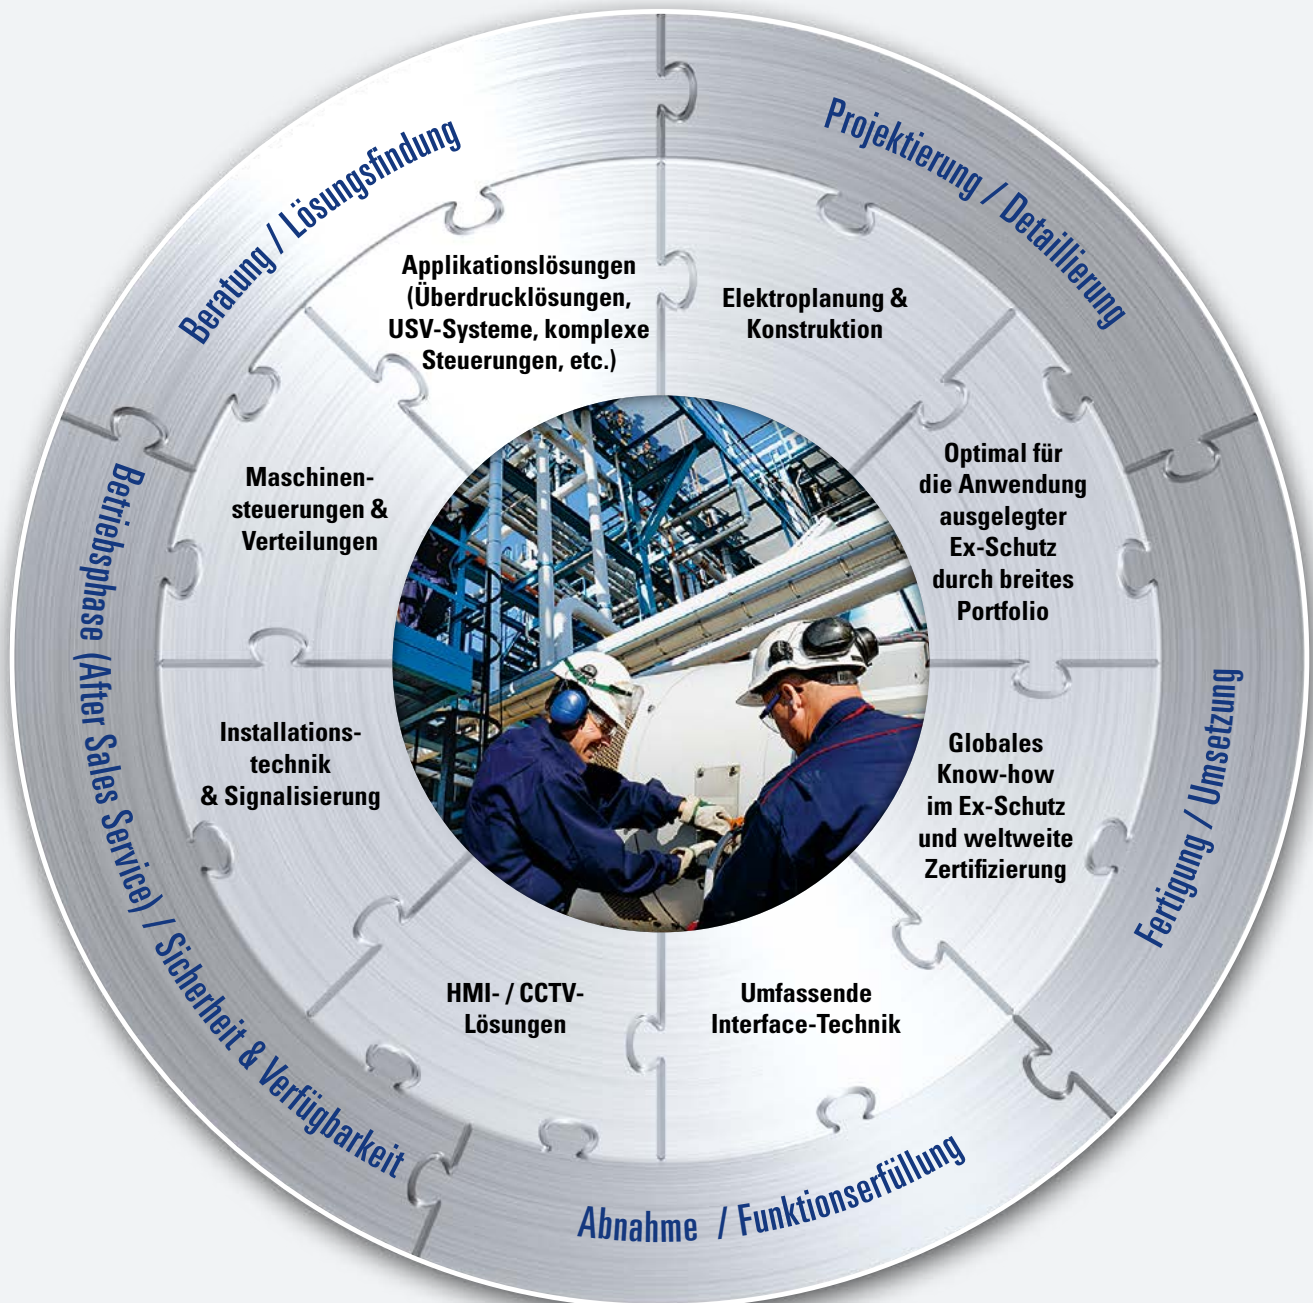 Beratung / Lösungsfindung
Projektierung / Detaillierung
Fertigung / Umsetzung
Abnahme / Funktionserfüllung
Betriebsphase (After Sales Service) / Sicherheit & Verfügbarkeit
Applikationslösungen
(Überdrucklösungen,
USV-Systeme, komplexe
Steuerungen, etc.)
Elektroplanung &
Konstruktion
Optimal für
die Anwendung
ausgelegter
Ex-Schutz
durch breites
Portfolio
Globales
Know-how
im Ex-Schutz
und weltweite
Zertifizierung
Umfassende
Interface-Technik
HMI- / CCTV-
Lösungen
Installations-
technik
& Signalisierung
Maschinen-
steuerungen &
Verteilungen